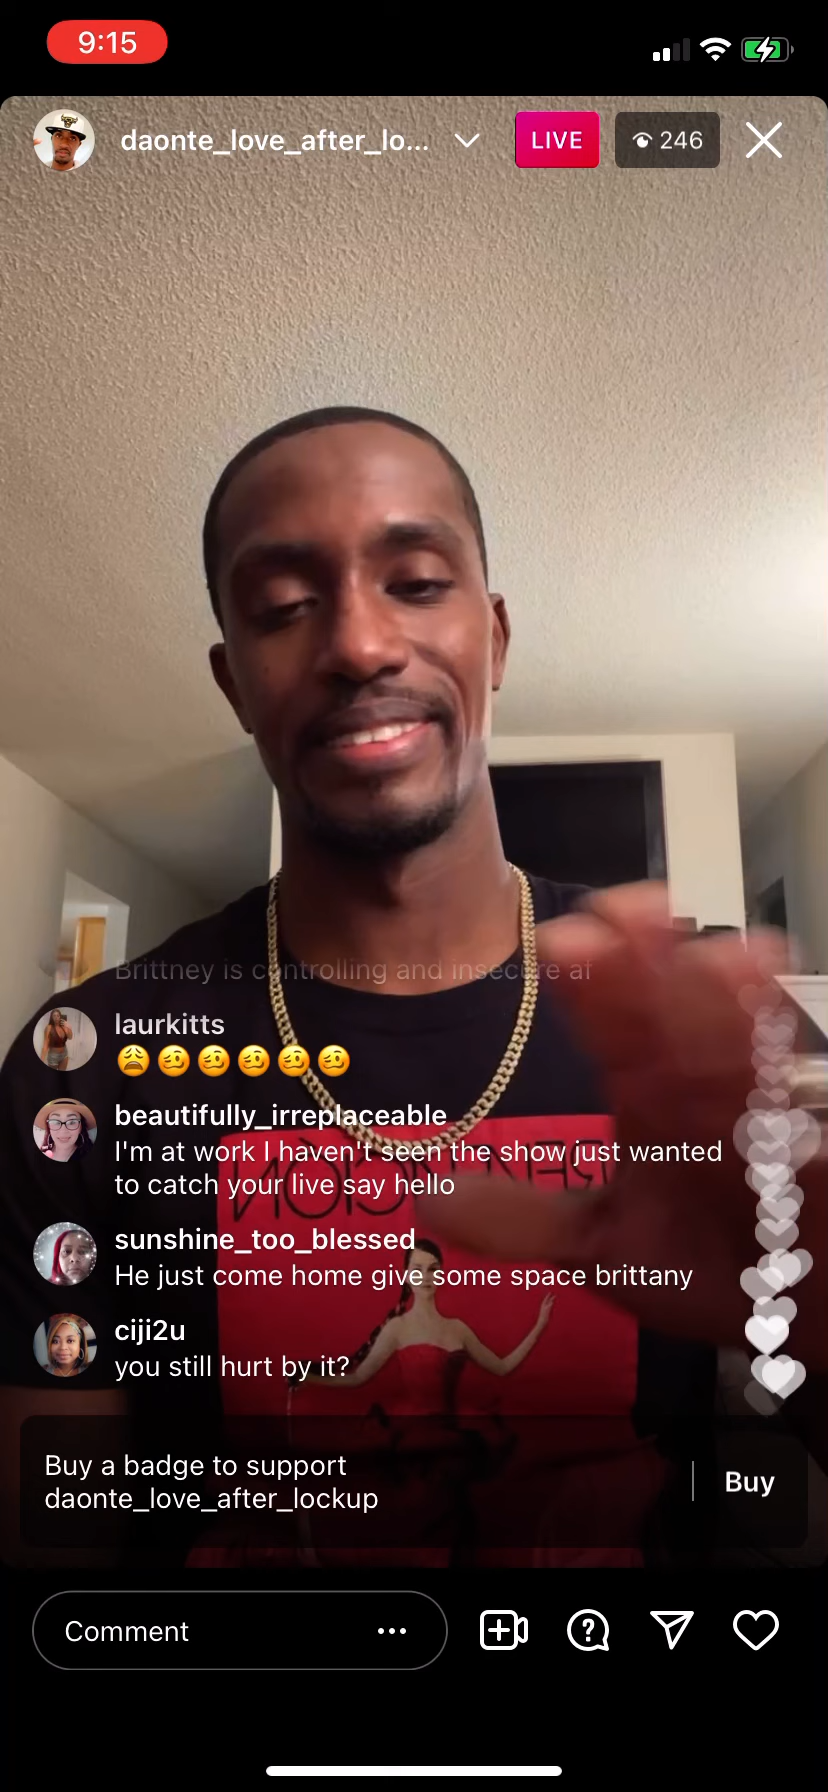 9:15
daonte_love_after_lo...
LIVE
246
Brittney is controlling and insecure af
laurkitts
😩🥴🥴🥴🥴🥴
beautifully_irreplaceable
I'm at work I haven't seen the show just wanted
to catch your live say hello
sunshine_too_blessed
He just come home give some space brittany
ciji2u
you still hurt by it?
Buy a badge to support
daonte_love_after_lockup
Buy
Comment